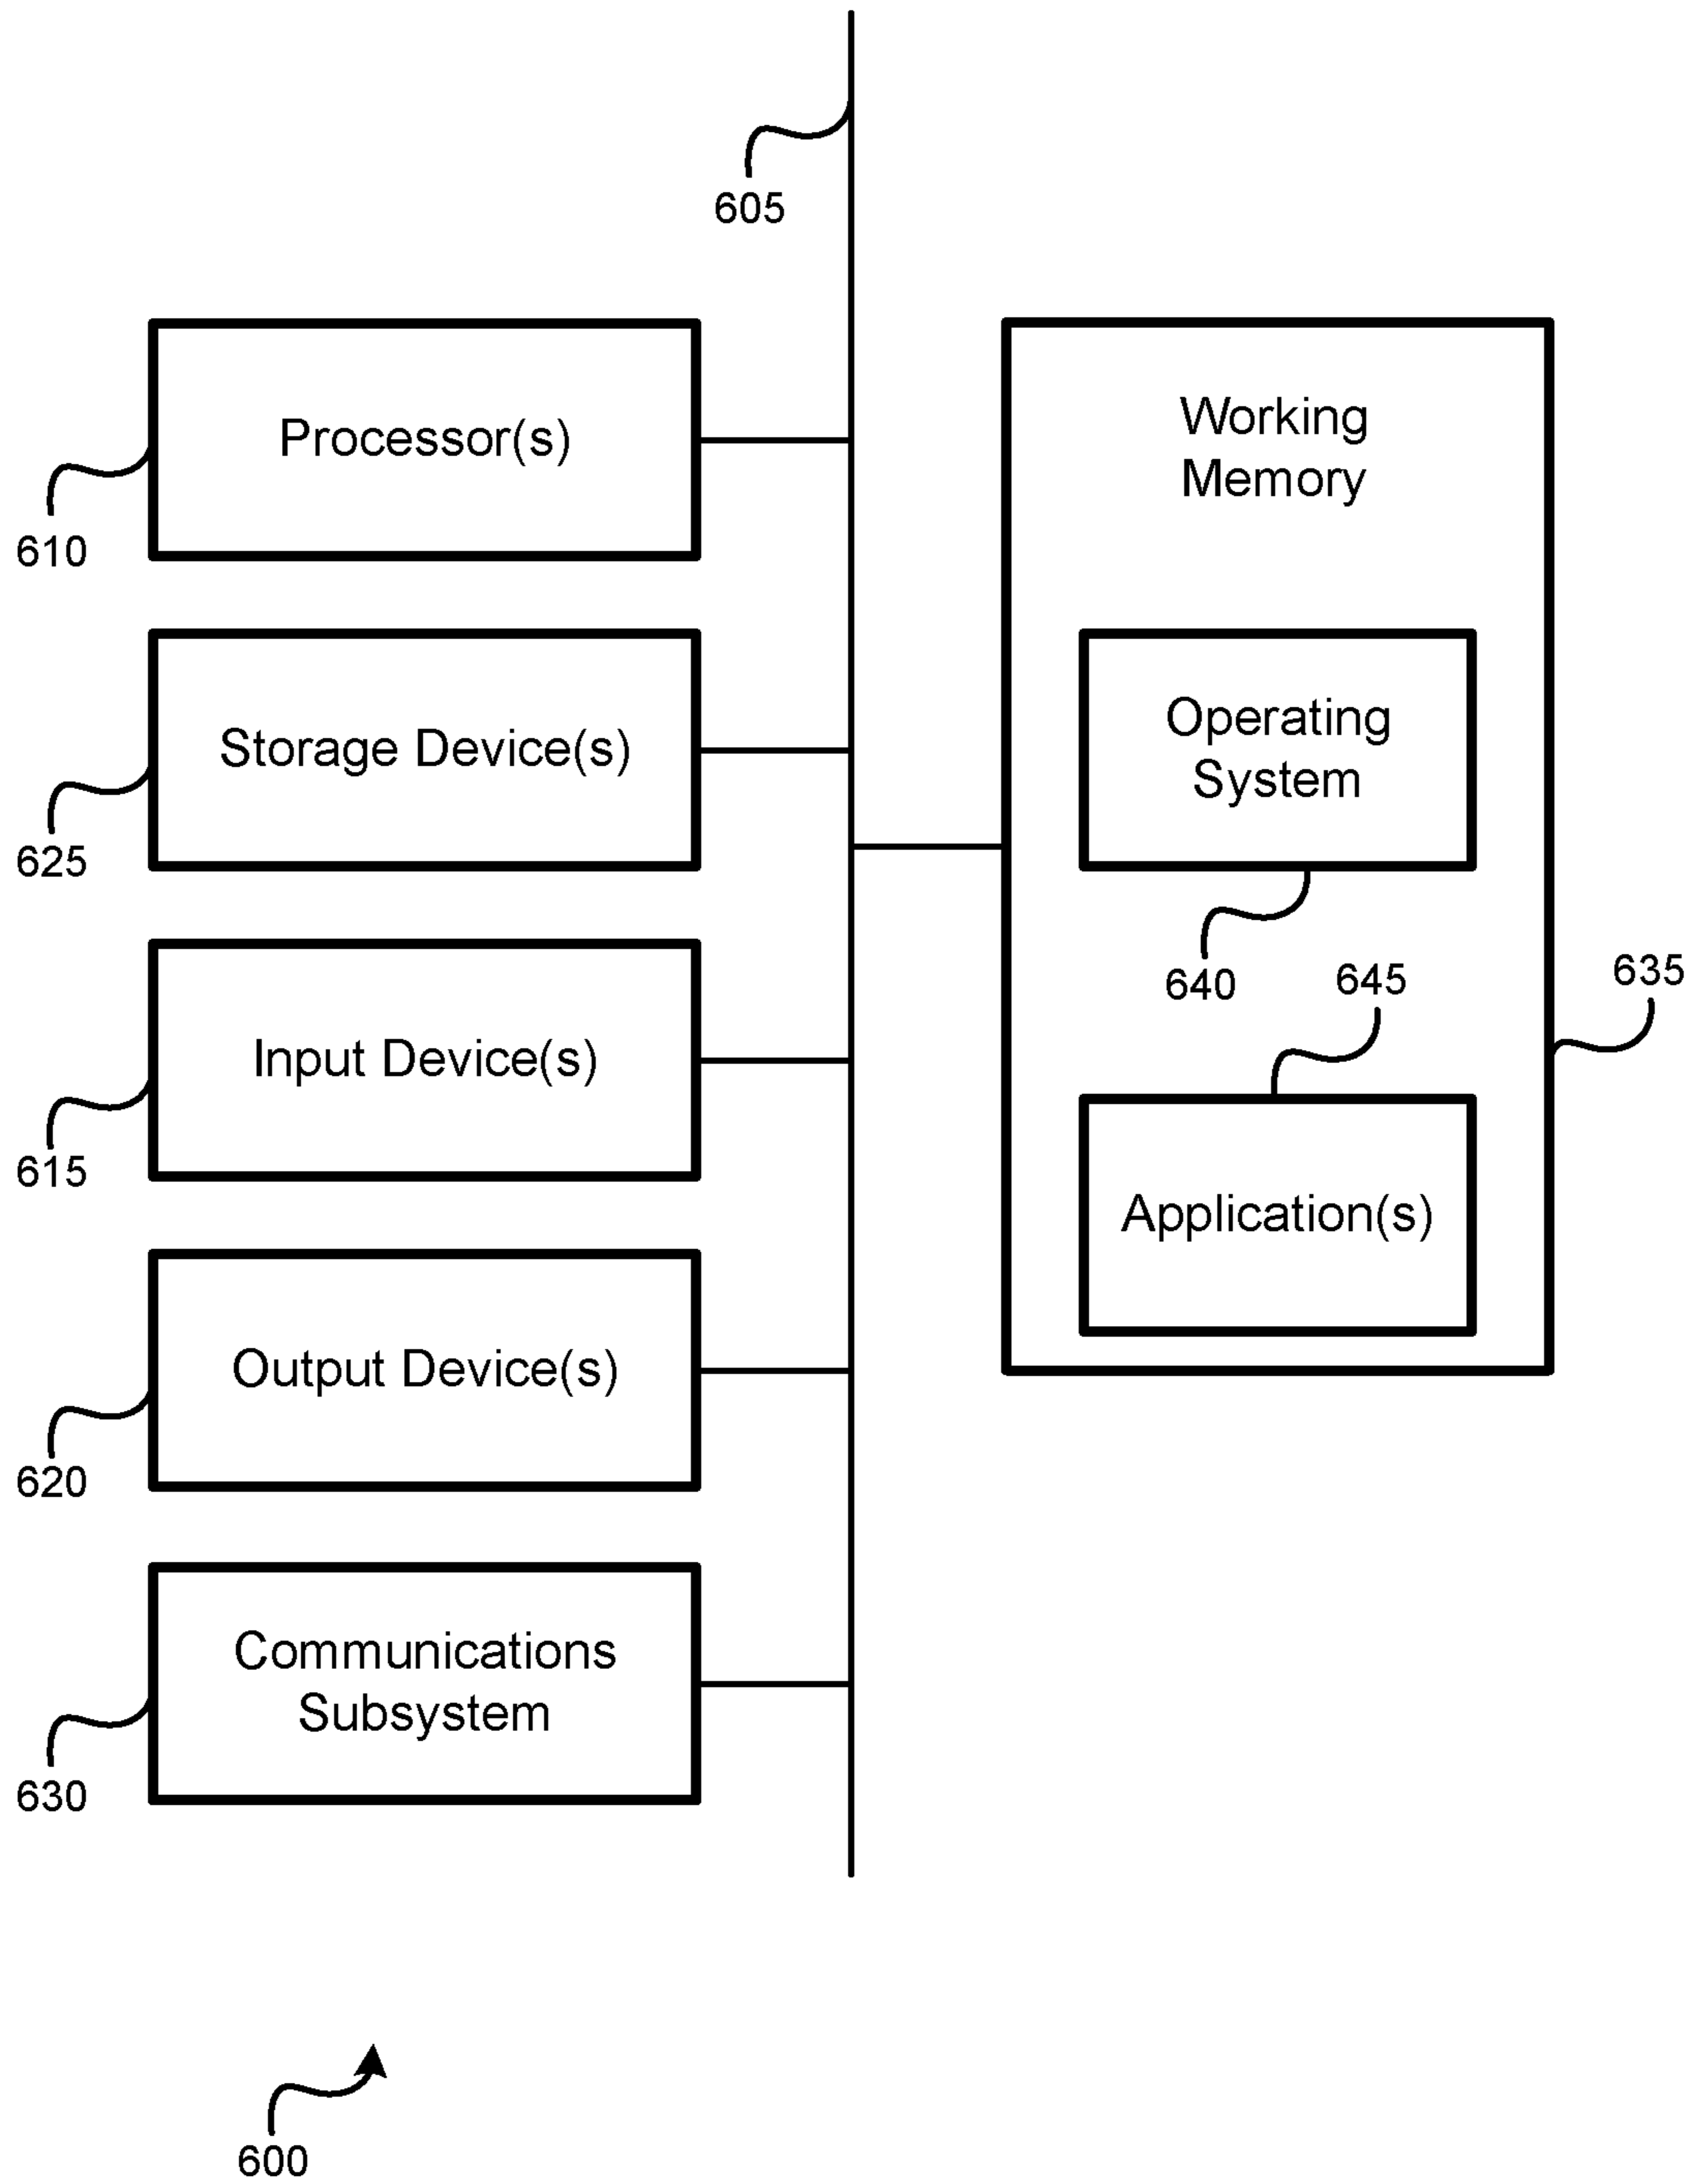 605
Processor(s)
610
Storage Device(s)
625
Input Device(s)
615
Output Device(s)
620
Communications
Subsystem
630
Working
Memory
Operating
System
640
645
635
Application(s)
600